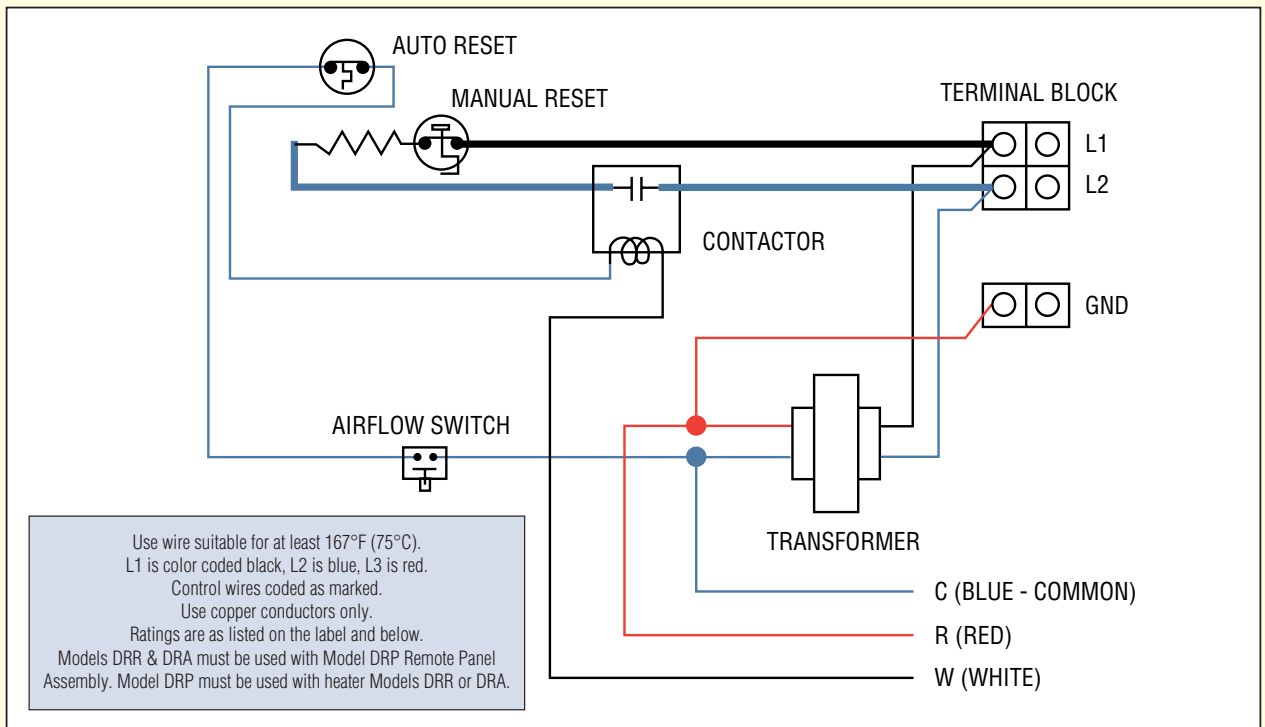 AUTO RESET
MANUAL RESET
TERMINAL BLOCK
L1
L2
CONTACTOR
GND
AIRFLOW SWITCH
TRANSFORMER
Use wire suitable for at least 167°F (75°C).
L1 is color coded black, L2 is blue, L3 is red.
Control wires coded as marked.
Use copper conductors only.
Ratings are as listed on the label and below.
Models DRR & DRA must be used with Model DRP Remote Panel
Assembly. Model DRP must be used with heater Models DRR or DRA.
C (BLUE - COMMON)
R (RED)
W (WHITE)